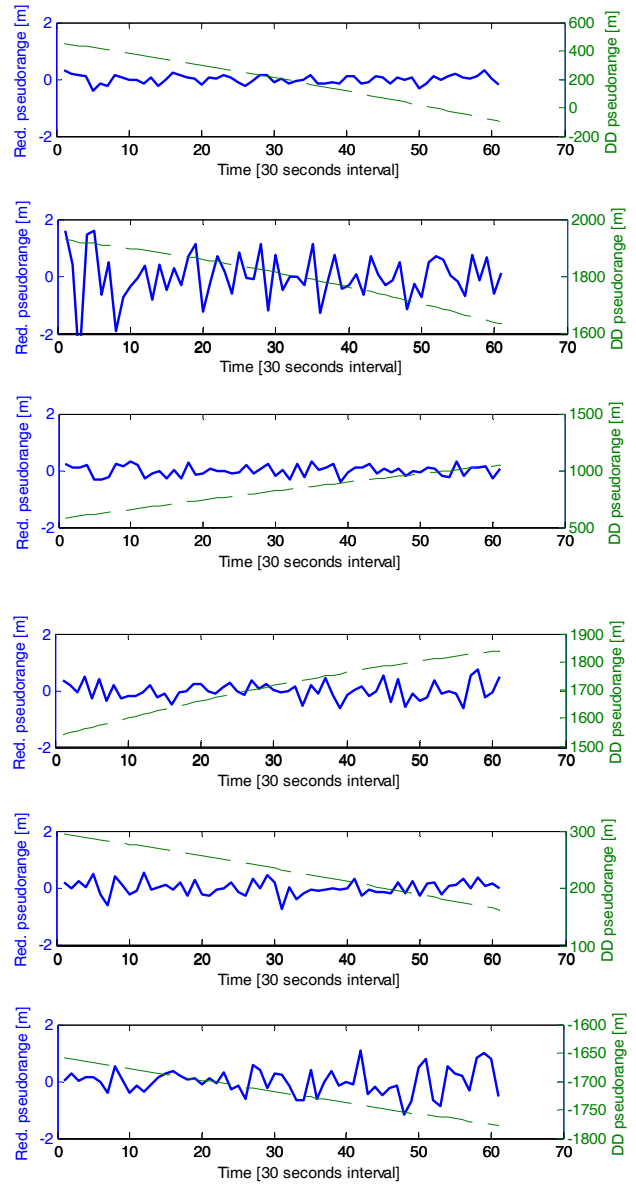 2
0
-2
Red. pseudorange [m]
600
400
200
0
-200
DD pseudorange [m]
0 10 20 30 40 50 60 70
Time [30 seconds interval]
2
0
-2
Red. pseudorange [m]
2000
1800
1600
DD pseudorange [m]
0 10 20 30 40 50 60 70
Time [30 seconds interval]
2
0
-2
Red. pseudorange [m]
1500
1000
500
DD pseudorange [m]
0 10 20 30 40 50 60 70
Time [30 seconds interval]
2
0
-2
Red. pseudorange [m]
1900
1800
1700
1600
1500
DD pseudorange [m]
0 10 20 30 40 50 60 70
Time [30 seconds interval]
2
0
-2
Red. pseudorange [m]
300
200
100
DD pseudorange [m]
0 10 20 30 40 50 60 70
Time [30 seconds interval]
2
0
-2
Red. pseudorange [m]
-1600
-1650
-1700
-1750
-1800
DD pseudorange [m]
0 10 20 30 40 50 60 70
Time [30 seconds interval]